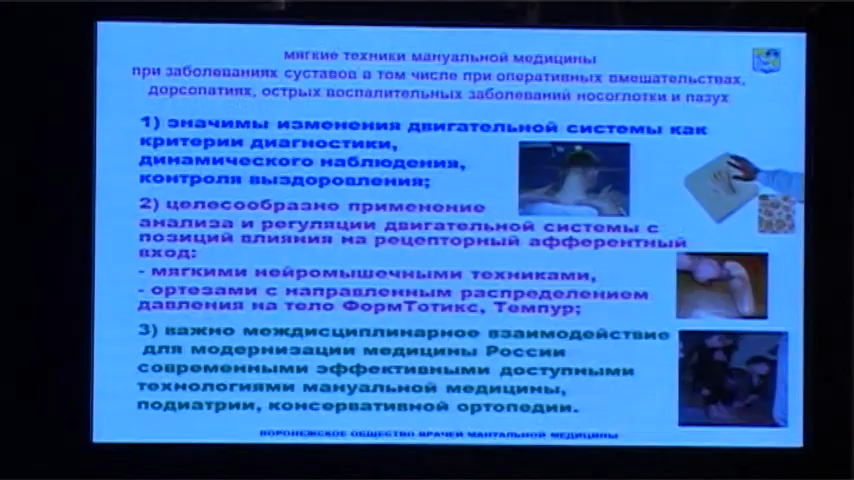 мягкие техники мануальной медицины
при заболеваниях суставов в том числе при оперативных вмешательствах,
дорсопатиях, острых воспалительных заболеваний носоглотки и пазух
1) значимы изменения двигательной системы как
критерии диагностики,
динамического наблюдения,
контроля выздоровления;
2) целесообразно применение
анализа и регуляции двигательной системы с
позиций влияния на рецепторный афферентный
вход:
- мягкими нейромышечными техниками,
- ортезами с направленным распределением
давления на тело ФормТотикс, Темпур;
3) важно междисциплинарное взаимодействие
для модернизации медицины России
современными эффективными доступными
технологиями мануальной медицины,
подиатрии, консервативной ортопедии.
ВОРОНЕЖСКОЕ ОБЩЕСТВО ВРАЧЕЙ МАНУАЛЬНОЙ МЕДИЦИНЫ